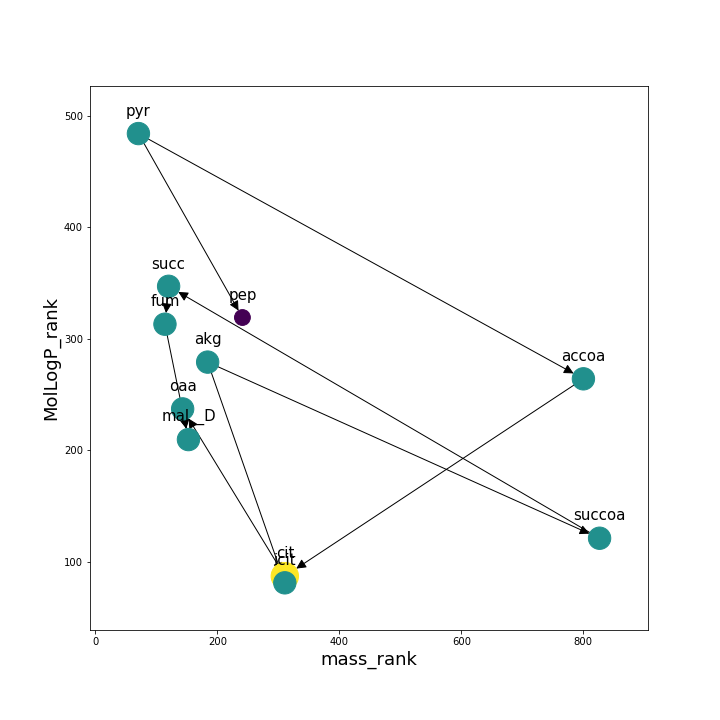 pyr
succ
fum
pep
akg
accoa
oaa
mal__D
succoa
cit
icit
500
400
300
200
100
0
200
400
600
800
MolLogP_rank
mass_rank